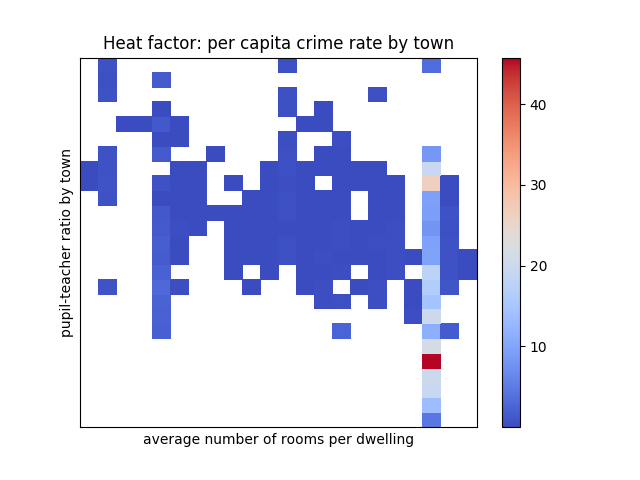 Heat factor: per capita crime rate by town
pupil-teacher ratio by town
average number of rooms per dwelling
40
30
20
10